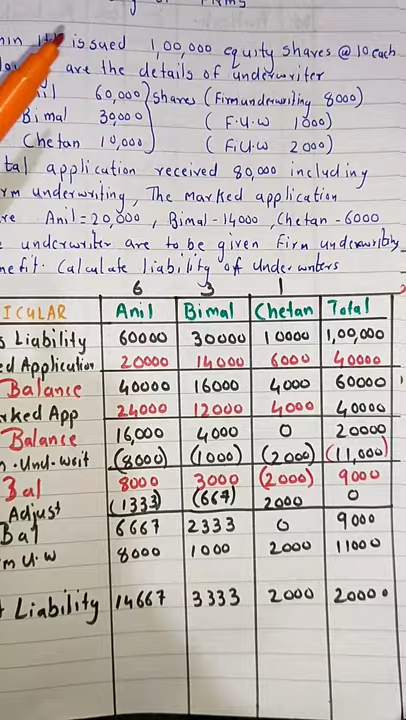 FIRMS
issued 1,00,000 equity shares @ 10 each
are the details of underwriter
60,000 } shares (Firm underwriting 8000)
Bimal 30,000 (F.U.W 1000)
Chetan 10,000 (F.U.W 2000)
application received 80,000 including
underwriting, The Marked application
Anil = 20,000, Bimal - 14000, Chetan - 6000
underwriter are to be given Firm underwriting
Calculate liability of underwriters
6 3 1
Anil Bimal Chetan Total
Liability 60000 30000 10000 1,00,000
Application 20000 14000 6000 40000
Balance 40000 16000 4000 60000
App 24000 12000 4000 40000
Balance 16,000 4000 0 20000
(8000) (1000) (2000) (11,000)
Bal 8000 3000 (2000) 9000
Adjust (1333) (667) 2000 0
Bal 6667 2333 0 9000
U.W 8000 1000 2000 11000
Liability 14667 3333 2000 20000